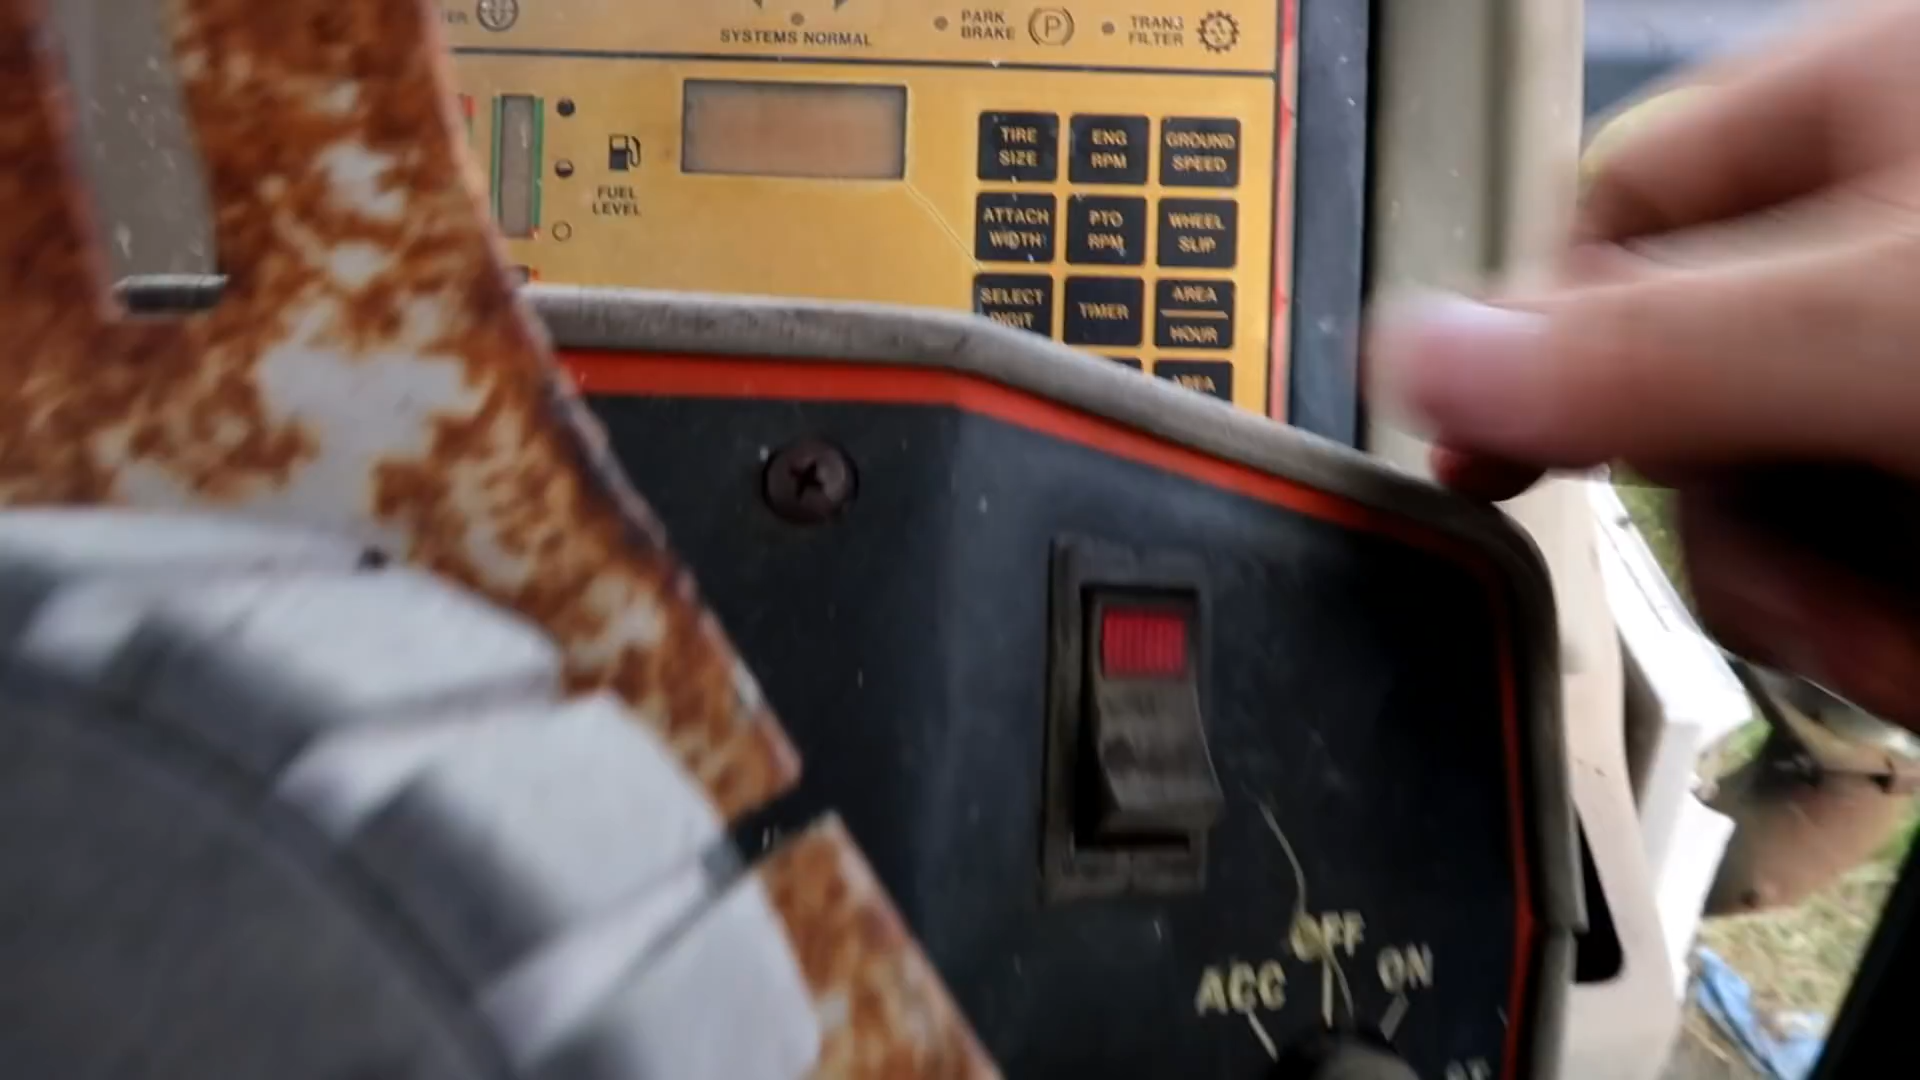 SYSTEMS NORMAL
PARK
BRAKE
P
TRANS
FILTER
FUEL
LEVEL
TIRE
SIZE
ENG
RPM
GROUND
SPEED
ATTACH
WIDTH
PTO
RPM
WHEEL
SLIP
SELECT
DIGIT
TIMER
AREA
HOUR
AREA
OFF
ACC
ON